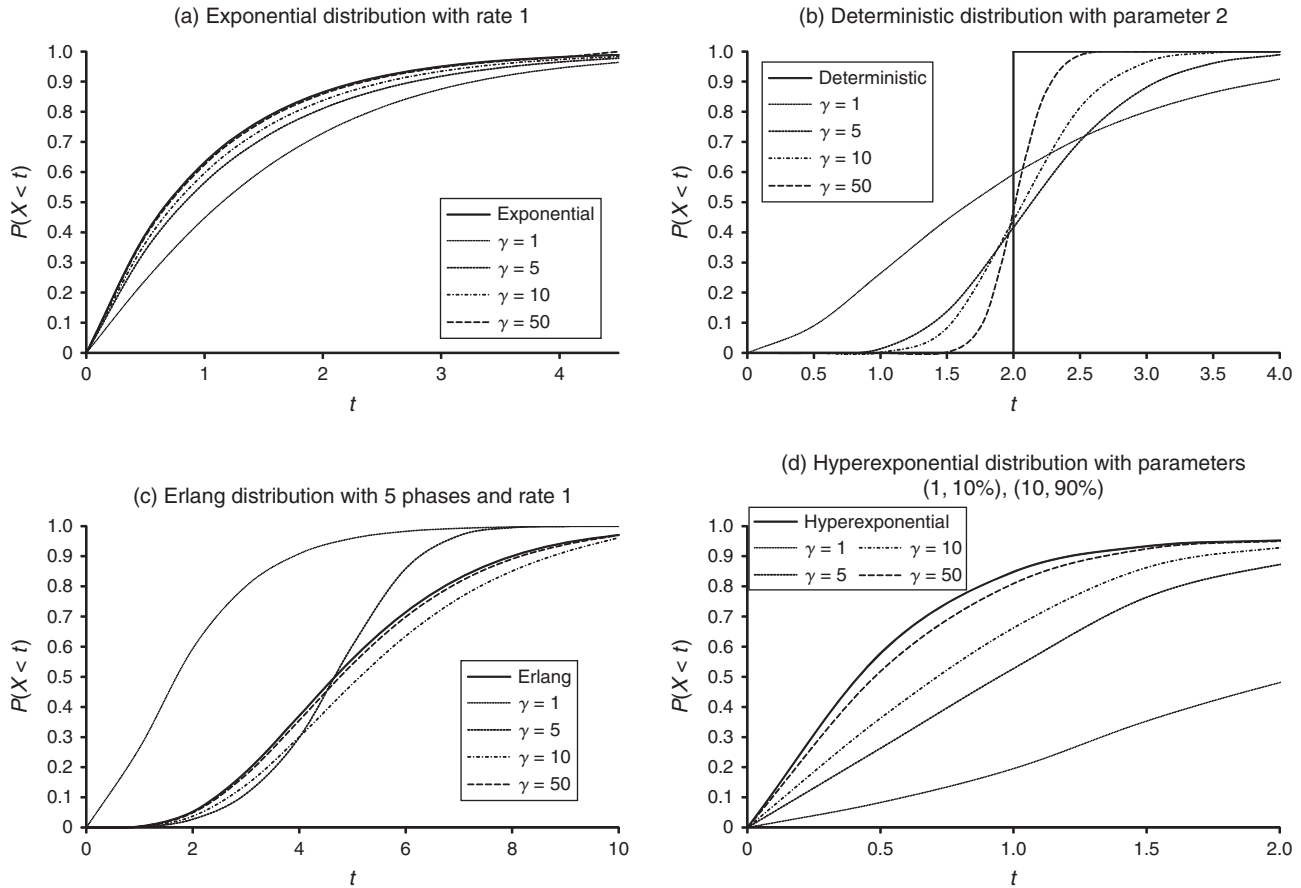 (a) Exponential distribution with rate 1
1.0
0.9
0.8
0.7
0.6
0.5
0.4
0.3
0.2
0.1
0
P(X < t)
Exponential
γ = 1
γ = 5
γ = 10
γ = 50
0 1 2 3 4
t
(b) Deterministic distribution with parameter 2
1.0
0.9
0.8
0.7
0.6
0.5
0.4
0.3
0.2
0.1
0
P(X < t)
Deterministic
γ = 1
γ = 5
γ = 10
γ = 50
0 0.5 1.0 1.5 2.0 2.5 3.0 3.5 4.0
t
(c) Erlang distribution with 5 phases and rate 1
1.0
0.9
0.8
0.7
0.6
0.5
0.4
0.3
0.2
0.1
0
P(X < t)
Erlang
γ = 1
γ = 5
γ = 10
γ = 50
0 2 4 6 8 10
t
(d) Hyperexponential distribution with parameters
(1, 10%), (10, 90%)
1.0
0.9
0.8
0.7
0.6
0.5
0.4
0.3
0.2
0.1
0
P(X < t)
Hyperexponential
γ = 1 γ = 10
γ = 5 γ = 50
0 0.5 1.0 1.5 2.0
t